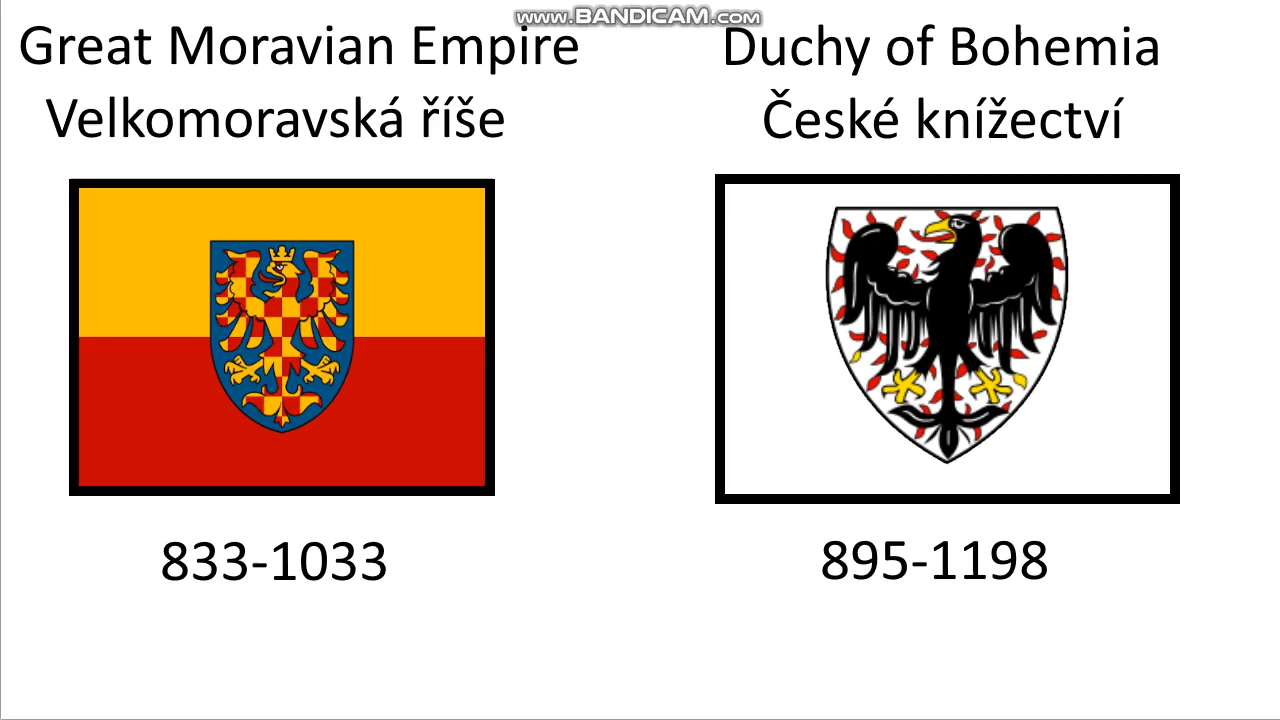 www.BANDICAM.com
Great Moravian Empire
Velkomoravská říše
833-1033
Duchy of Bohemia
České knížectví
895-1198